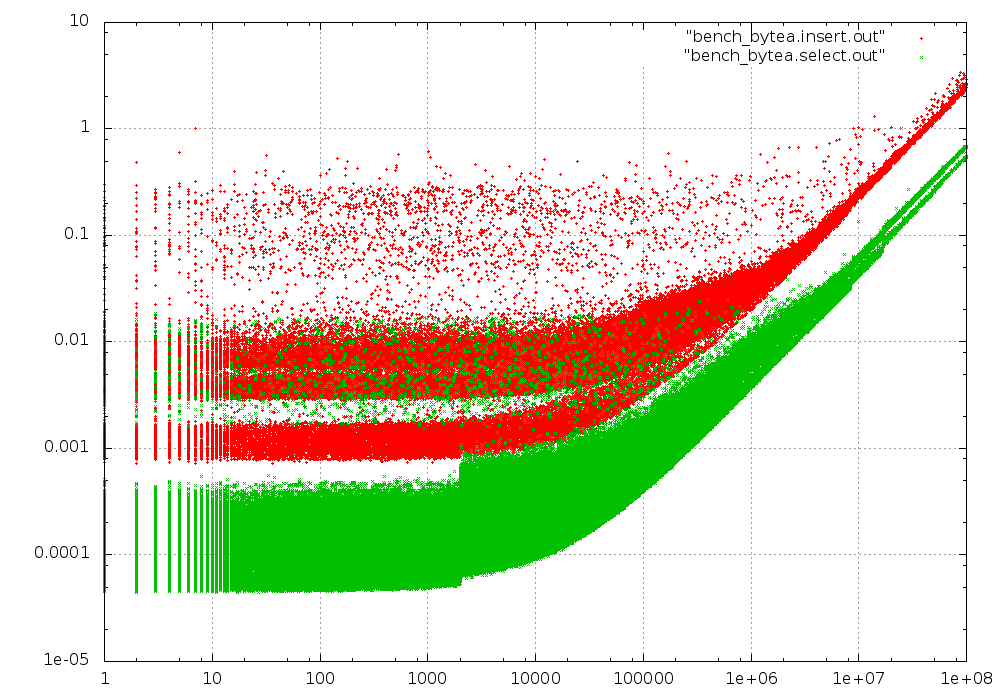 10
"bench_bytea.insert.out"
"bench_bytea.select.out"
1
0.1
0.01
0.001
0.0001
1e-05
1 10 100 1000 10000 100000 1e+06 1e+07 1e+08